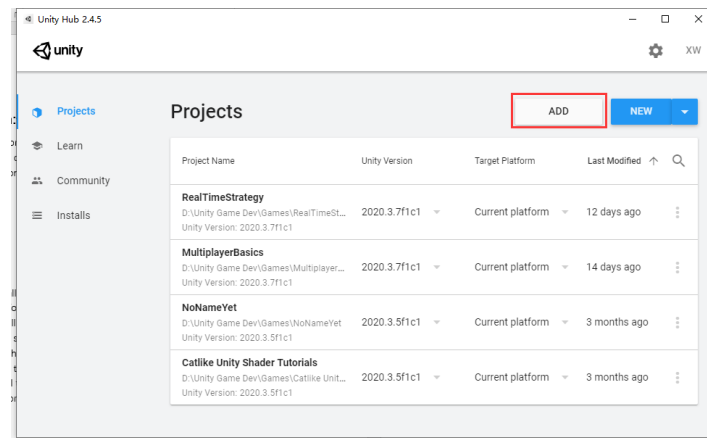 Unity Hub 2.4.5
unity
XW
Projects
Learn
Community
Installs
Projects
ADD
NEW
Project Name Unity Version Target Platform Last Modified
RealTimeStrategy
D:\Unity Game Dev\Games\RealTimeSt...
Unity Version: 2020.3.7f1c1
2020.3.7f1c1 Current platform 12 days ago
MultiplayerBasics
D:\Unity Game Dev\Games\Multiplayer...
Unity Version: 2020.3.7f1c1
2020.3.7f1c1 Current platform 14 days ago
NoNameYet
D:\Unity Game Dev\Games\NoNameYet
Unity Version: 2020.3.5f1c1
2020.3.5f1c1 Current platform 3 months ago
Catlike Unity Shader Tutorials
D:\Unity Game Dev\Games\Catlike Unit...
Unity Version: 2020.3.5f1c1
2020.3.5f1c1 Current platform 3 months ago